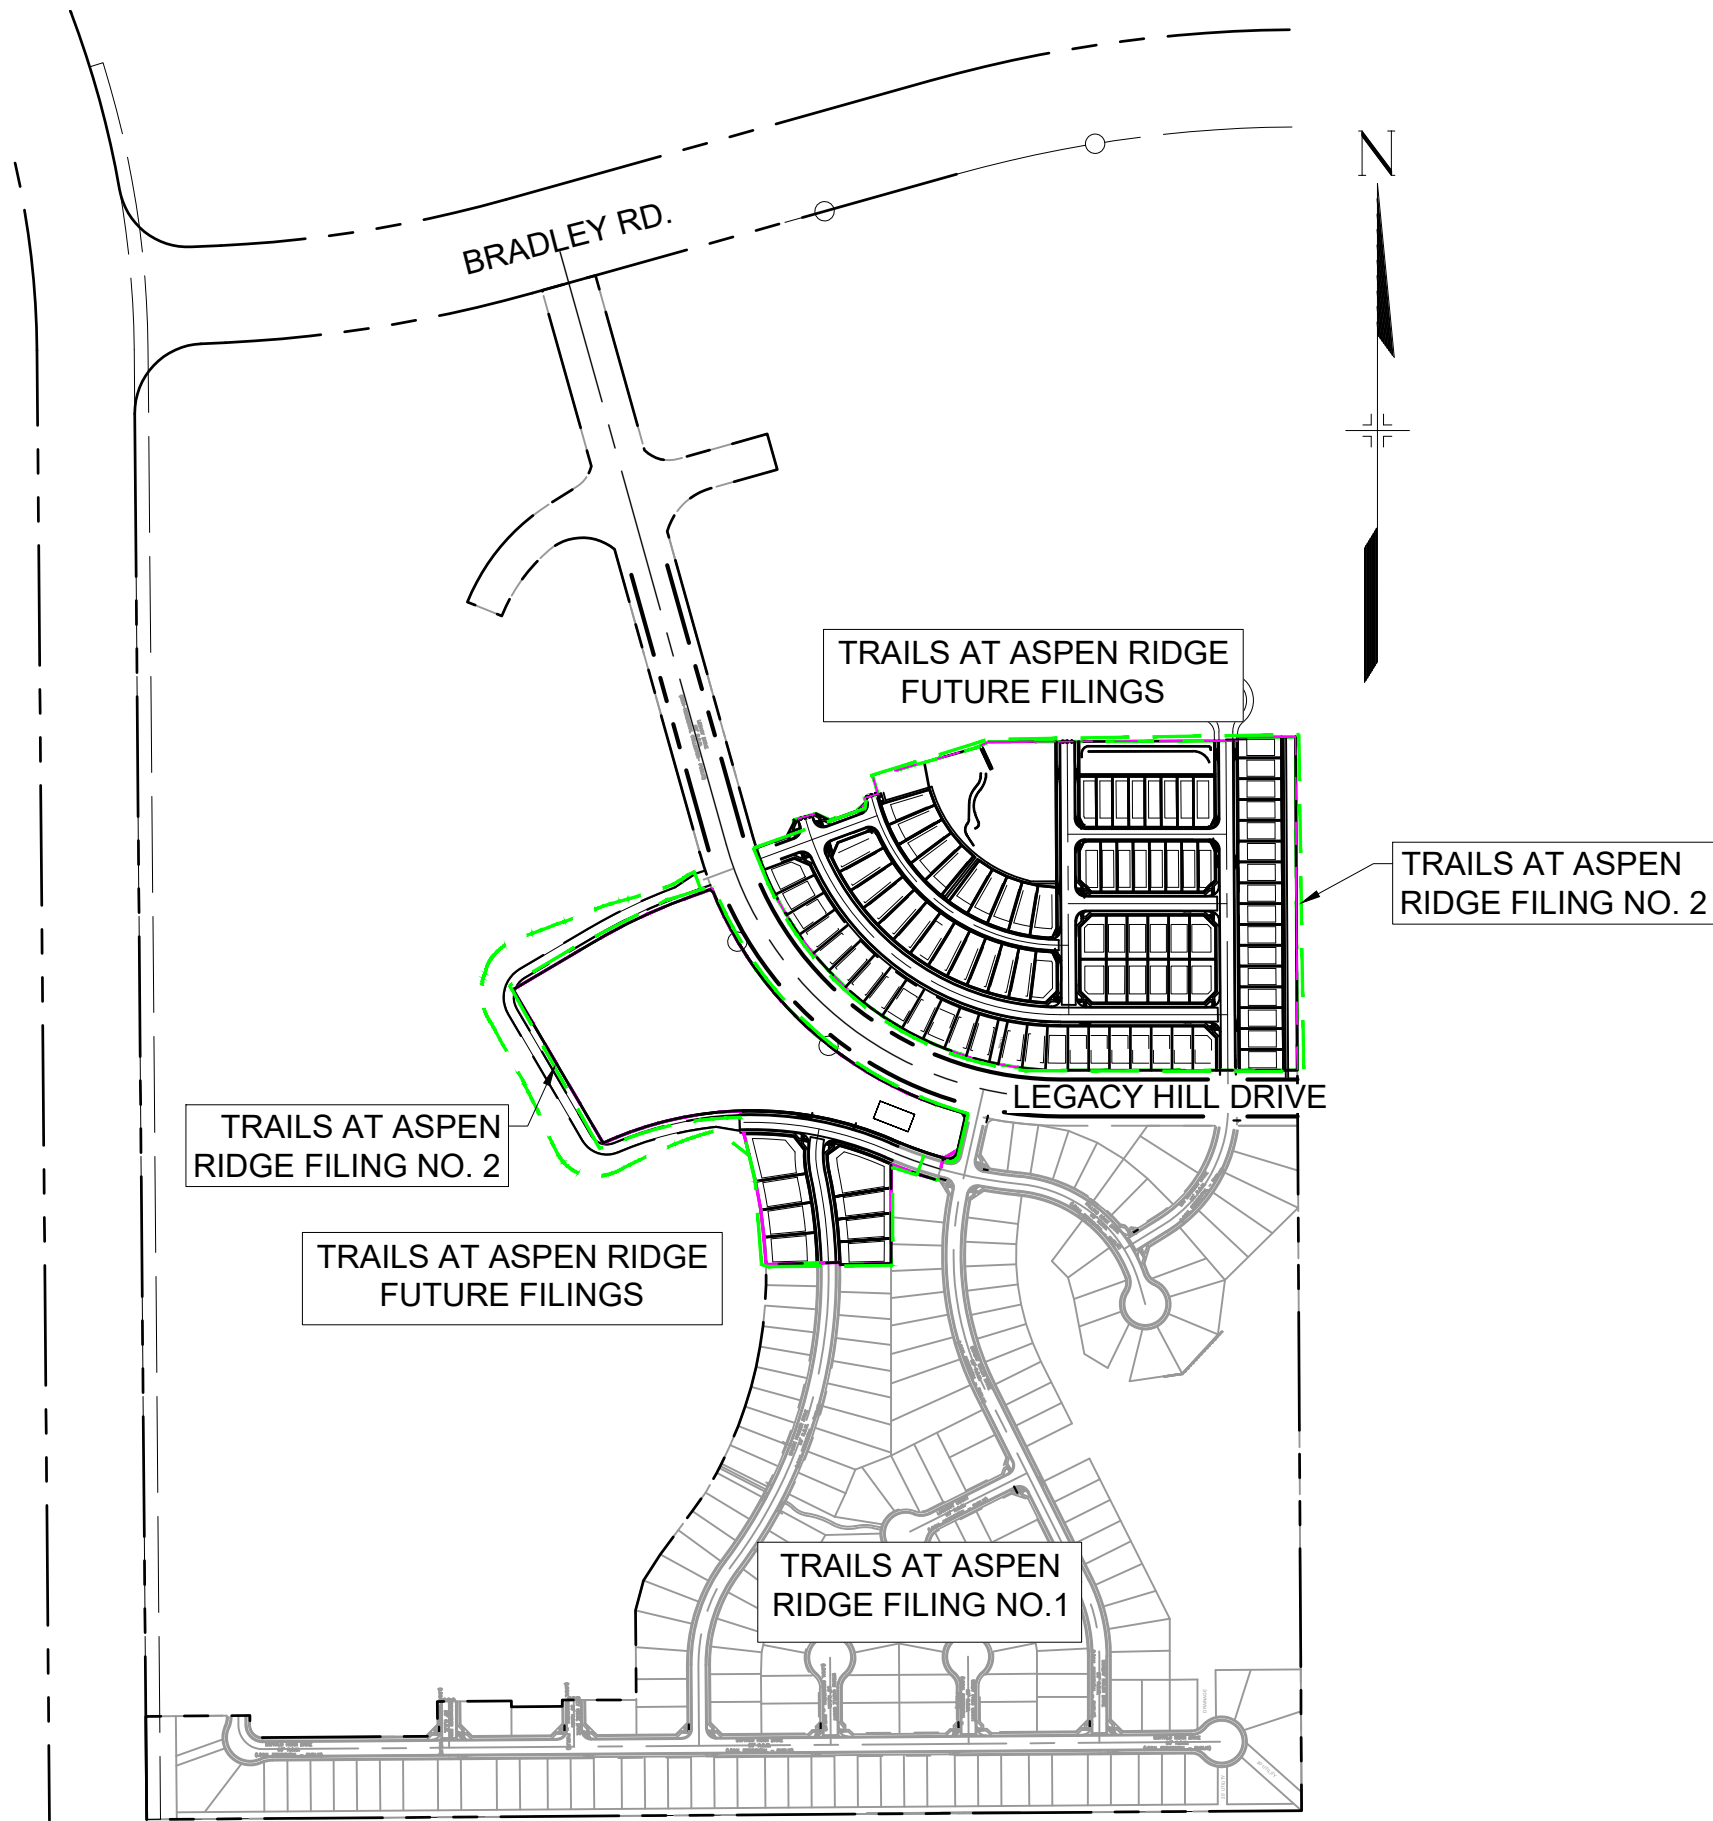 N
BRADLEY RD.
TRAILS AT ASPEN RIDGE
FUTURE FILINGS
TRAILS AT ASPEN
RIDGE FILING NO. 2
LEGACY HILL DRIVE
TRAILS AT ASPEN
RIDGE FILING NO. 2
TRAILS AT ASPEN RIDGE
FUTURE FILINGS
TRAILS AT ASPEN
RIDGE FILING NO.1